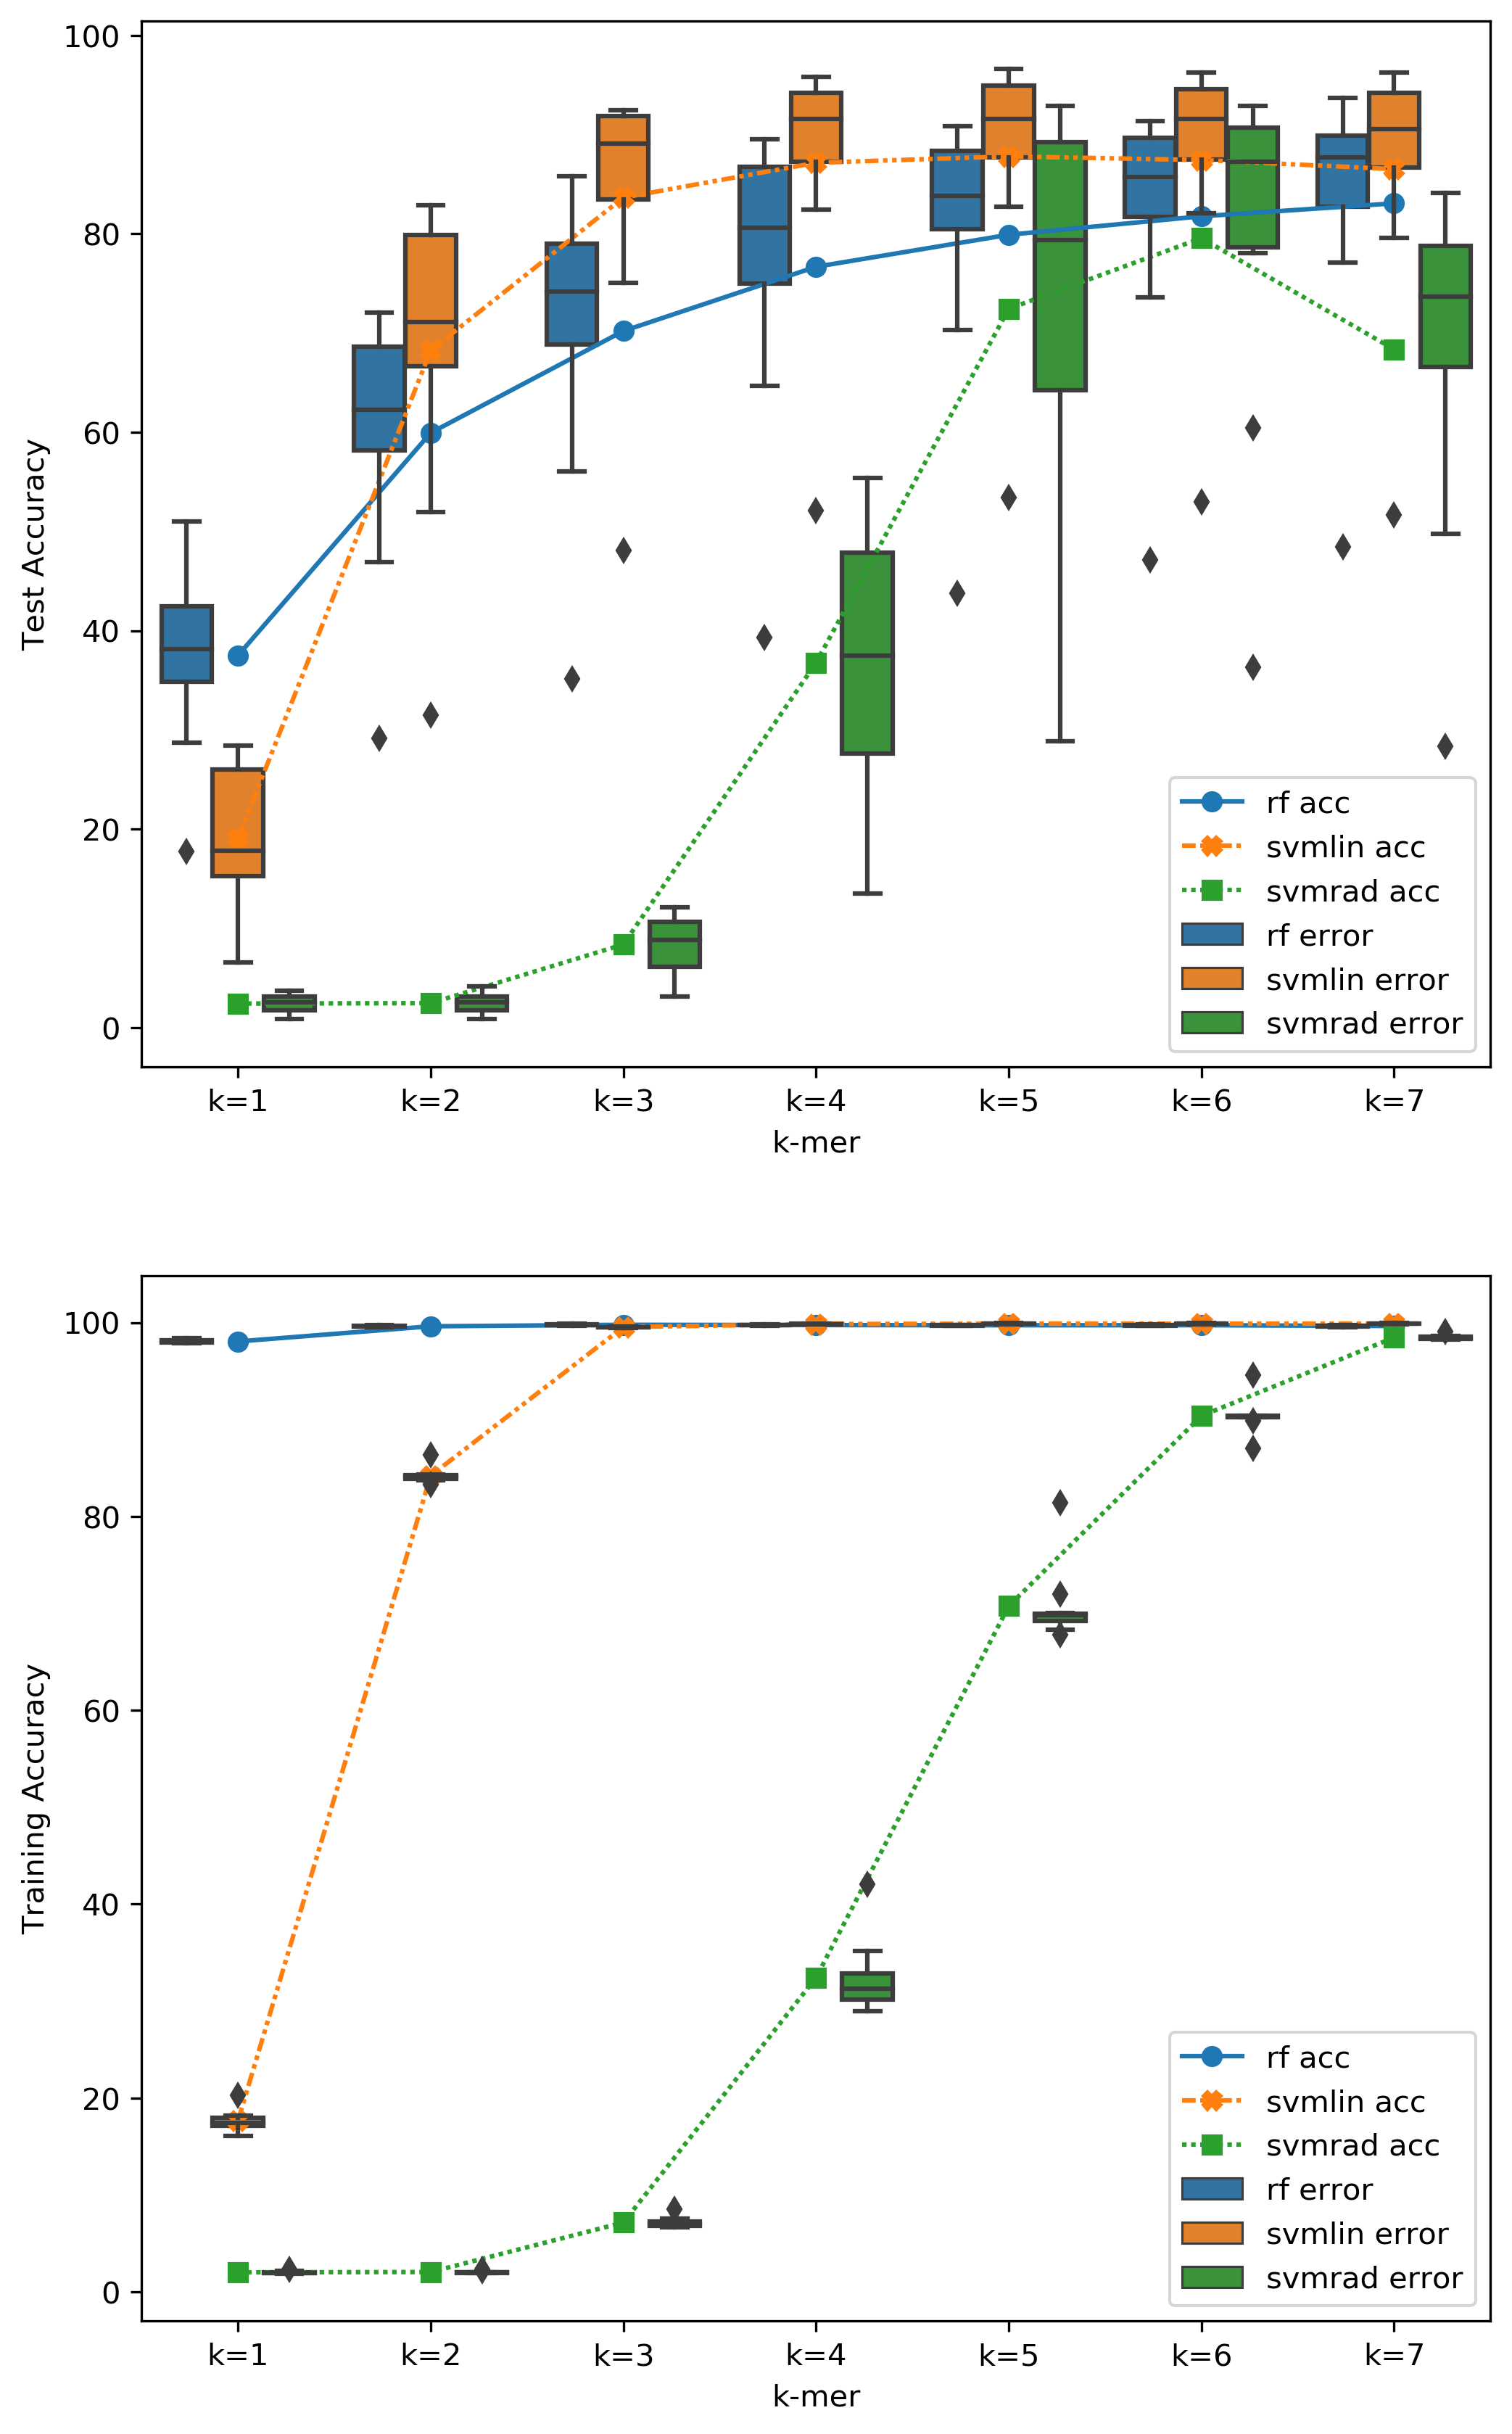 100
80
60
40
20
0
Test Accuracy
rf acc
svmlin acc
svmrad acc
rf error
svmlin error
svmrad error
k=1 k=2 k=3 k=4 k=5 k=6 k=7
k-mer
100
80
60
40
20
0
Training Accuracy
rf acc
svmlin acc
svmrad acc
rf error
svmlin error
svmrad error
k=1 k=2 k=3 k=4 k=5 k=6 k=7
k-mer